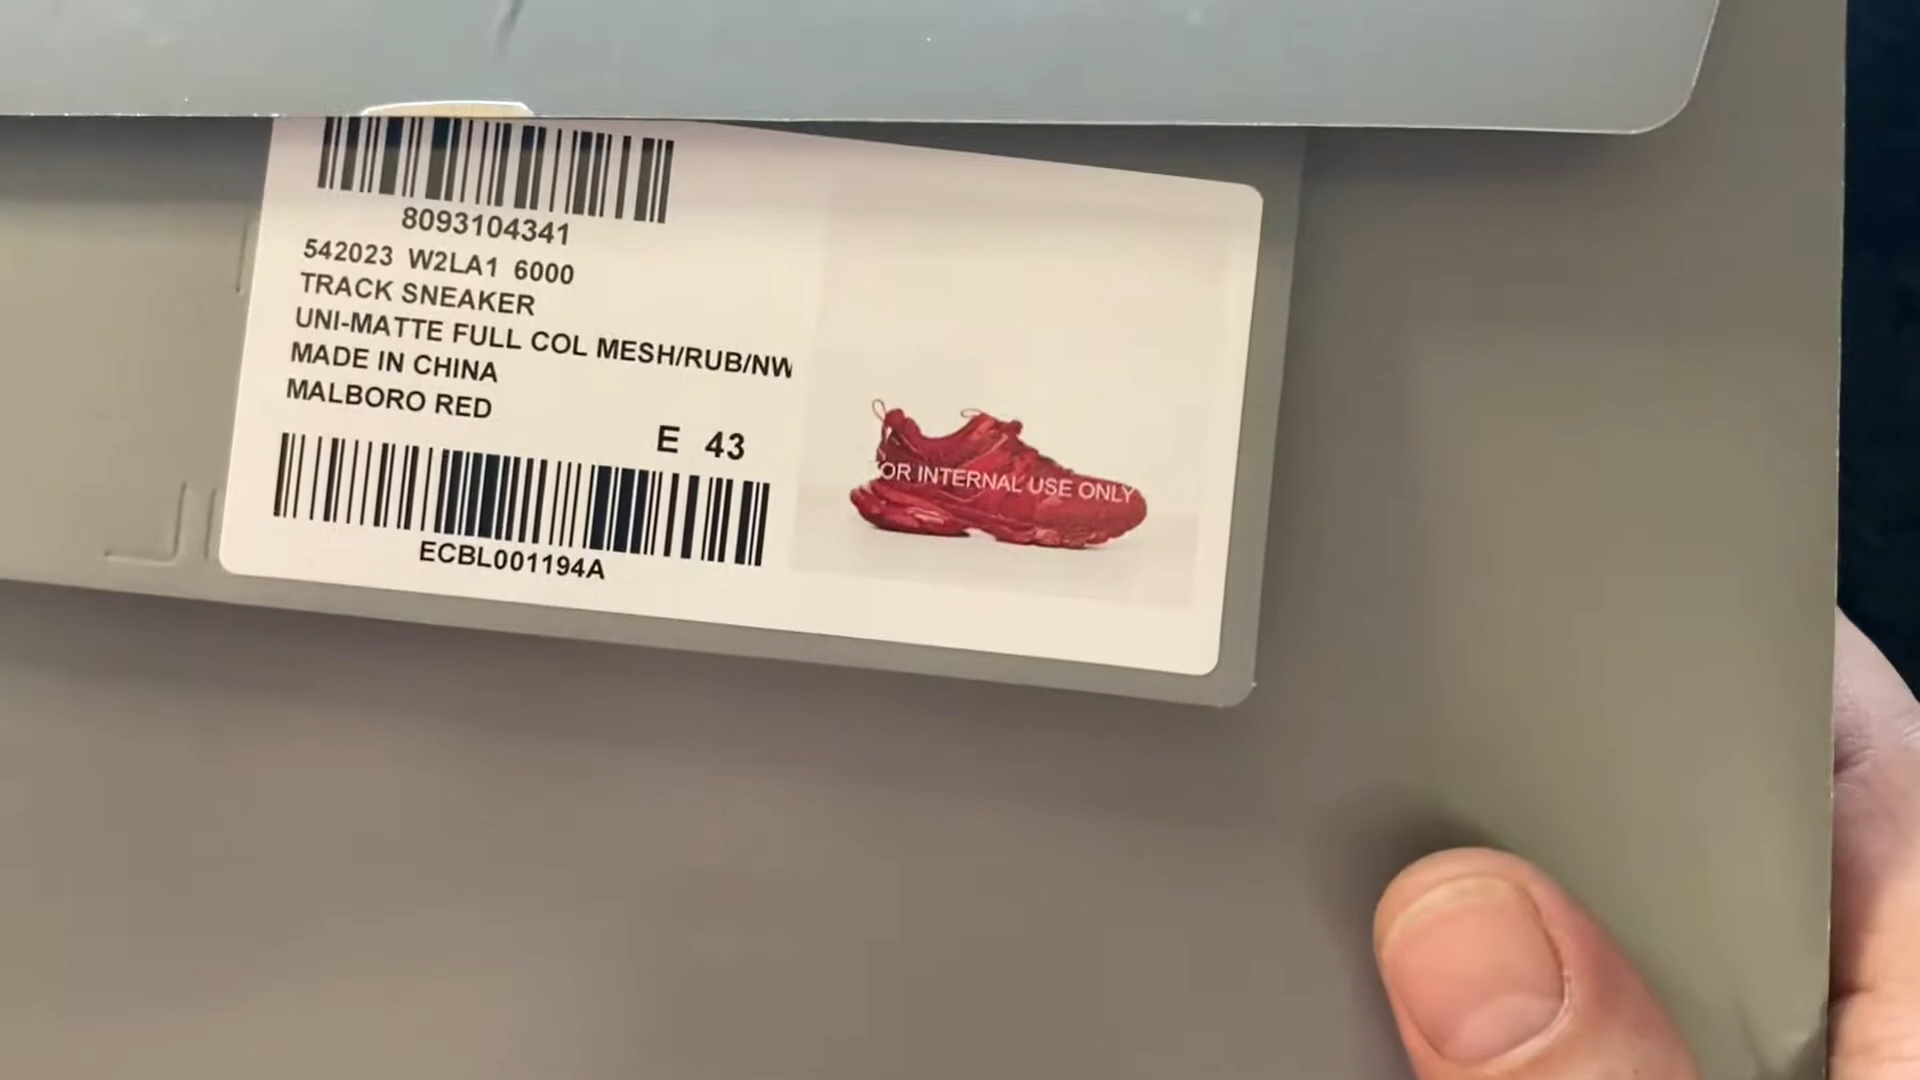 8093104341
542023 W2LA1 6000
TRACK SNEAKER
UNI-MATTE FULL COL MESH/RUB/NW
MADE IN CHINA
MALBORO RED
E 43
ECBL001194A
OR INTERNAL USE ONLY